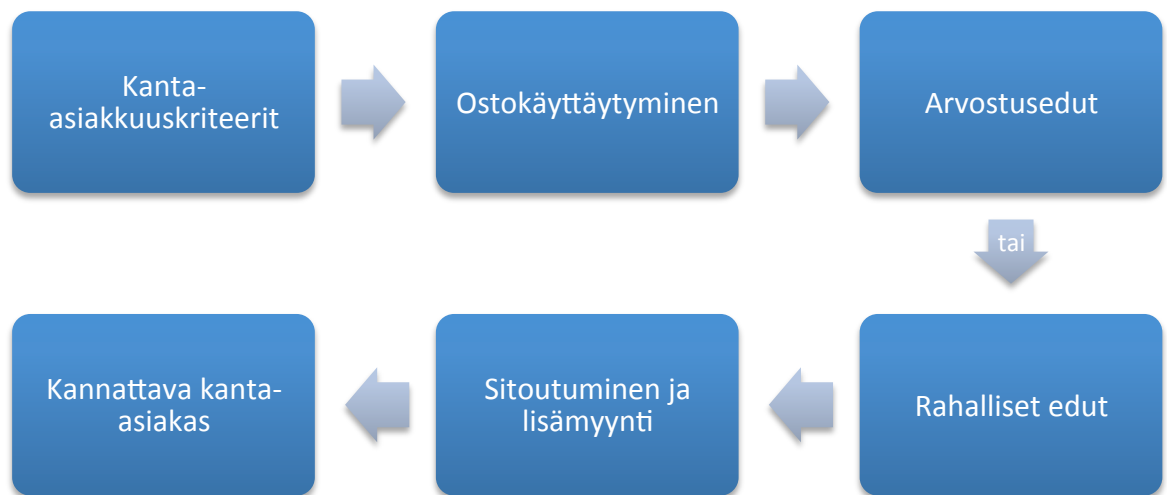 Kanta-
asiakkuuskriteerit
Ostokäyttäytyminen
Arvostusedut
tai
Rahalliset edut
Sitoutuminen ja
lisämyynti
Kannattava kanta-
asiakas